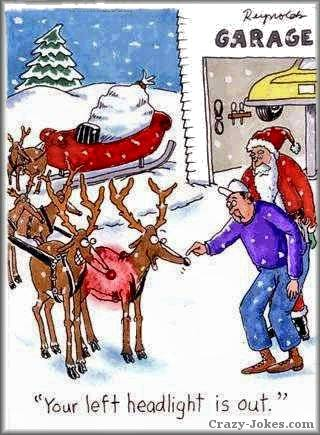 Reynolds
GARAGE
"Your left headlight is out."
Crazy-Jokes.com